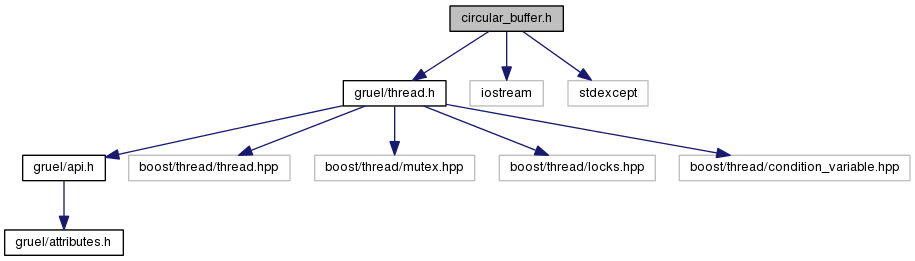 circular_buffer.h
gruel/thread.h
iostream
stdexcept
gruel/api.h
boost/thread/thread.hpp
boost/thread/mutex.hpp
boost/thread/locks.hpp
boost/thread/condition_variable.hpp
gruel/attributes.h